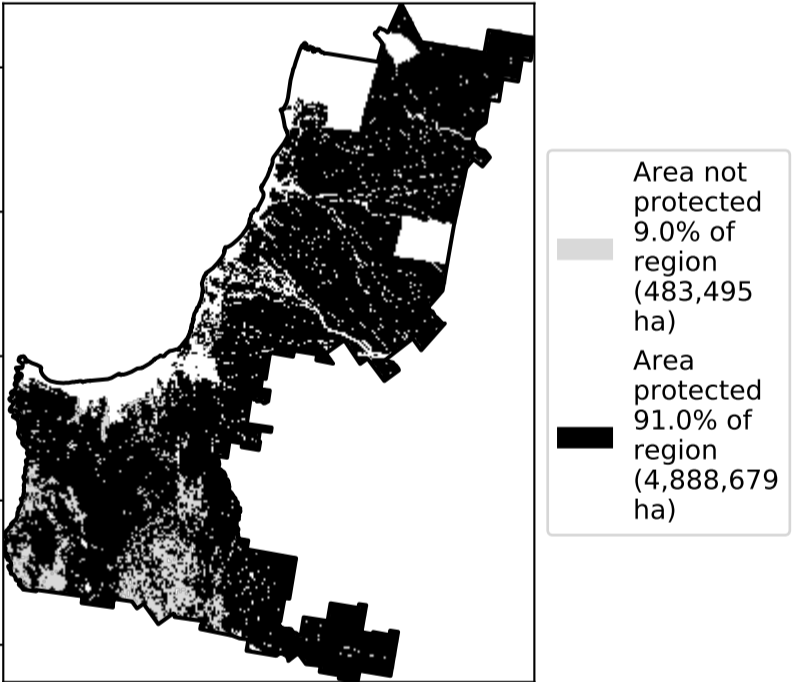 Area not
protected
9.0% of
region
(483,495
ha)
Area
protected
91.0% of
region
(4,888,679
ha)